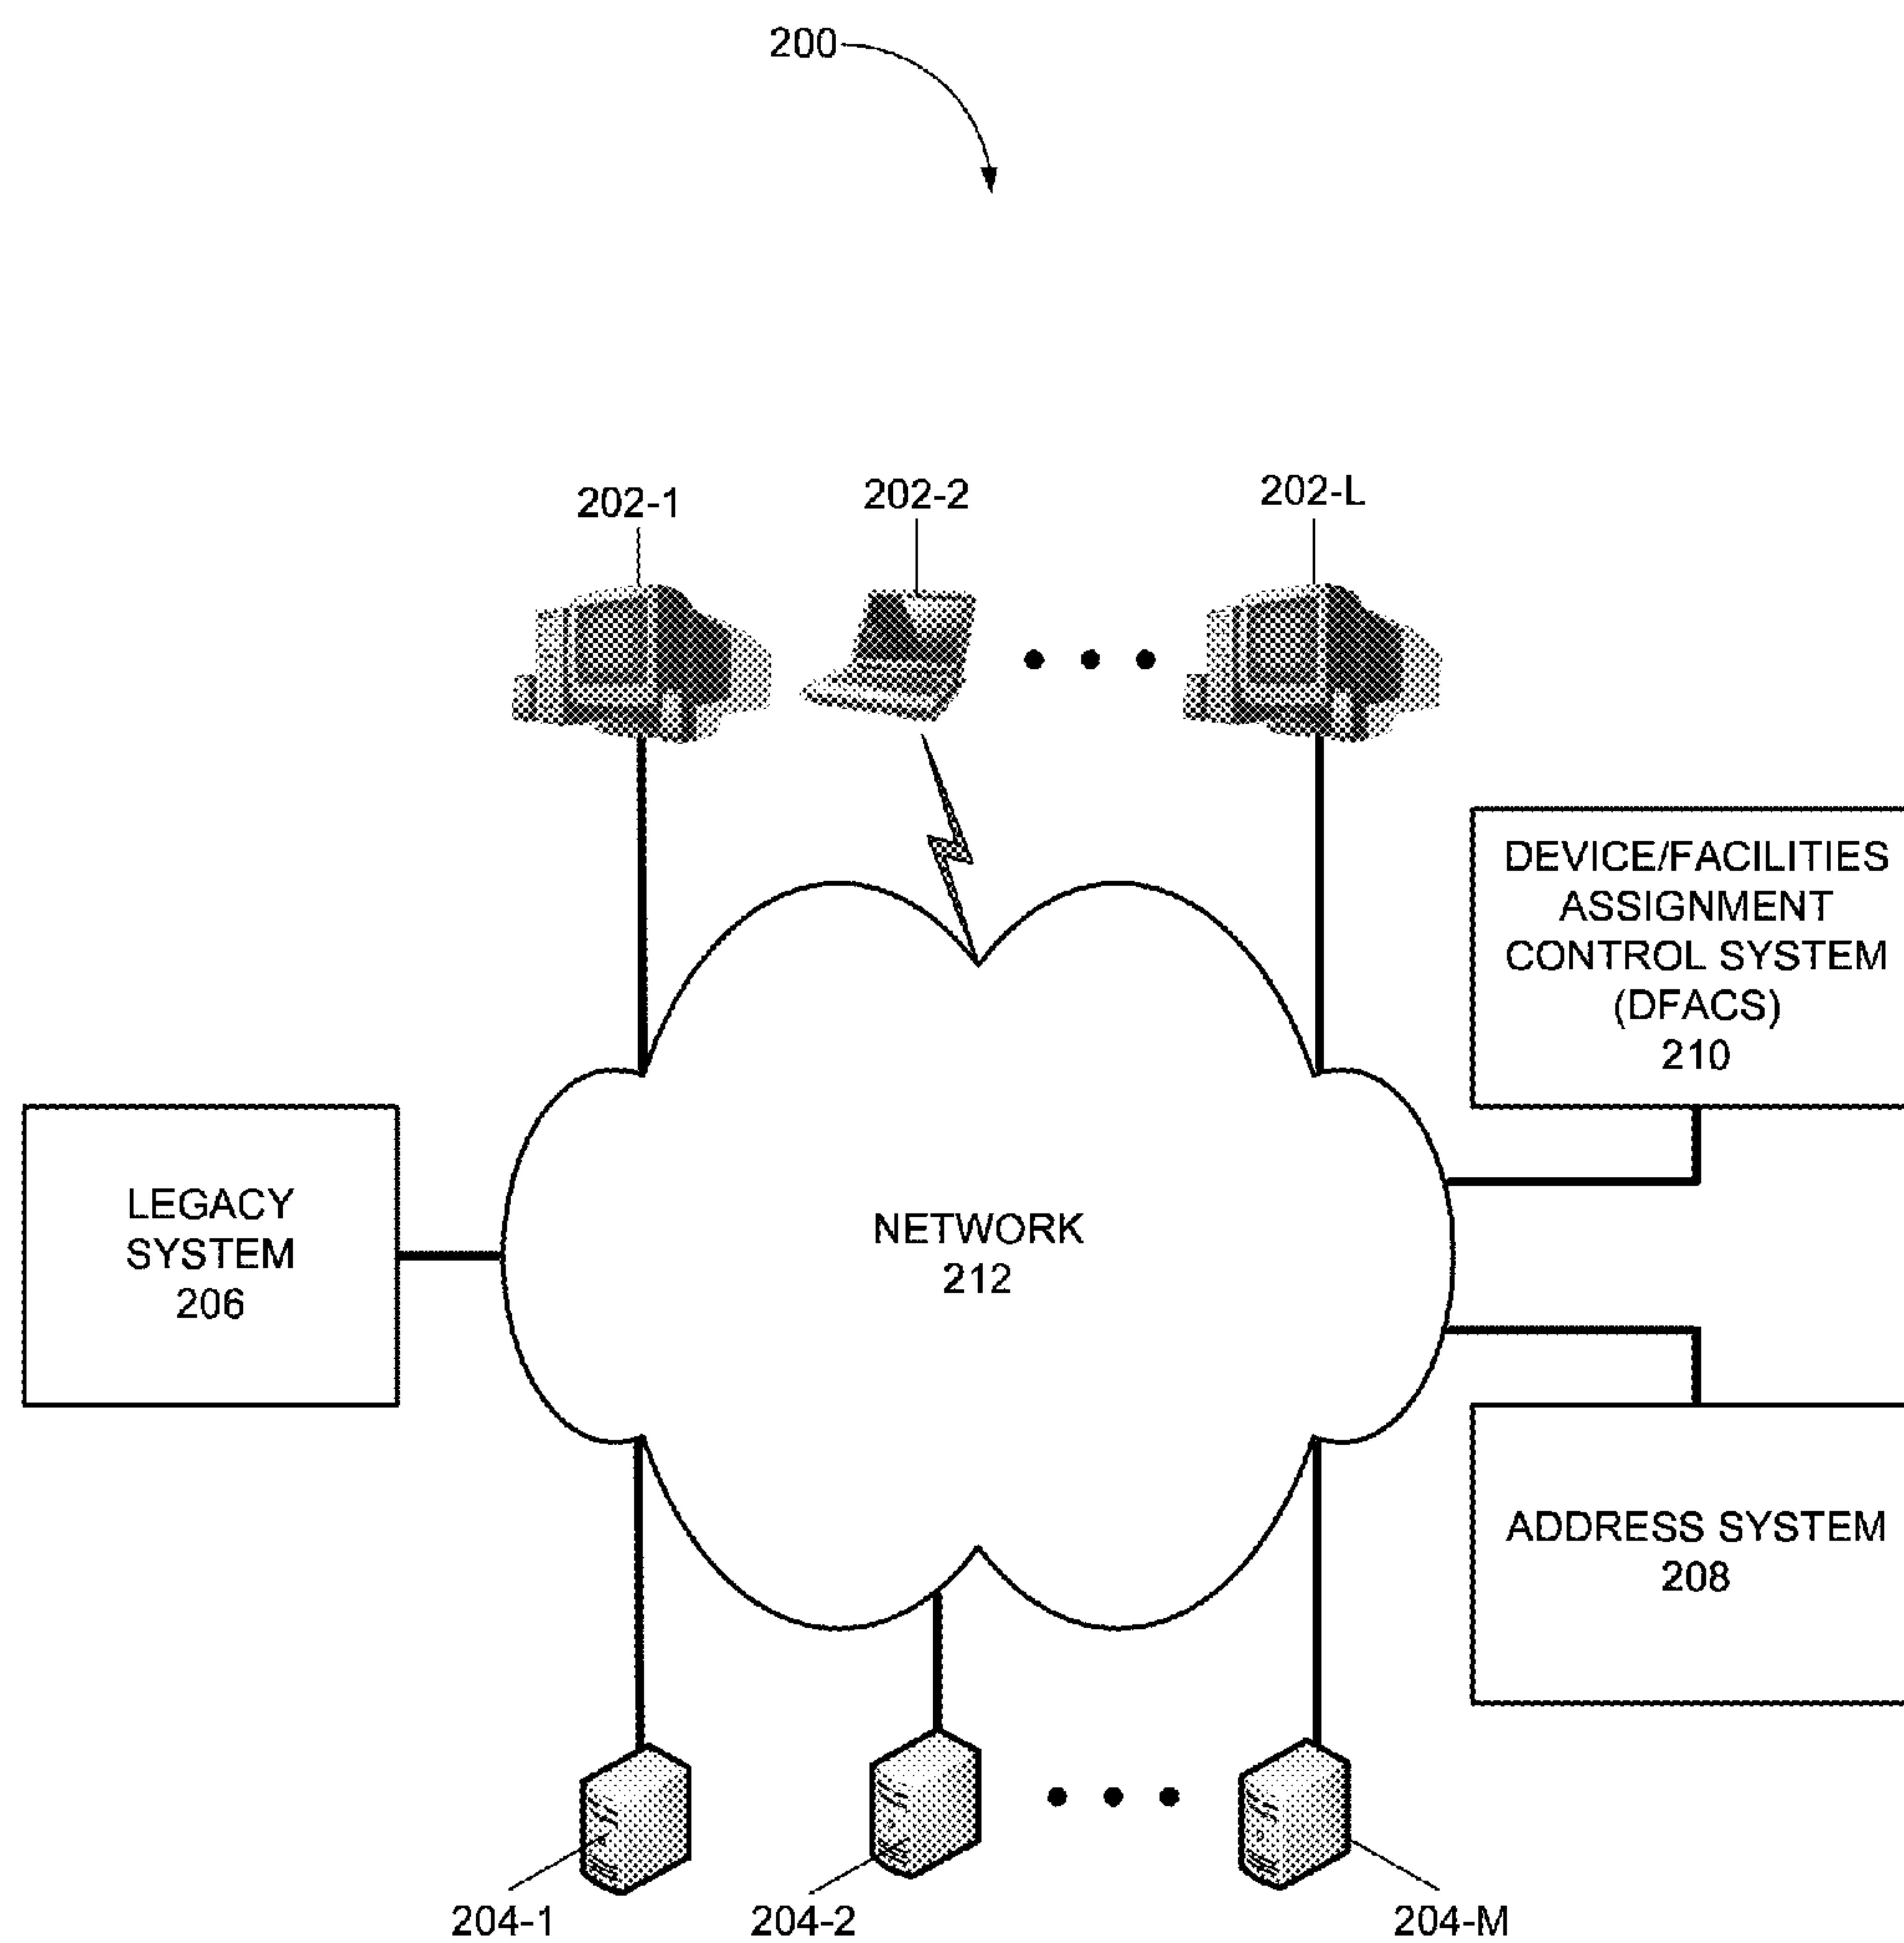 200
202-1
202-2
202-L
DEVICE/FACILITIES
ASSIGNMENT
CONTROL SYSTEM
(DFACS)
210
LEGACY
SYSTEM
206
NETWORK
212
ADDRESS SYSTEM
208
204-1
204-2
204-M